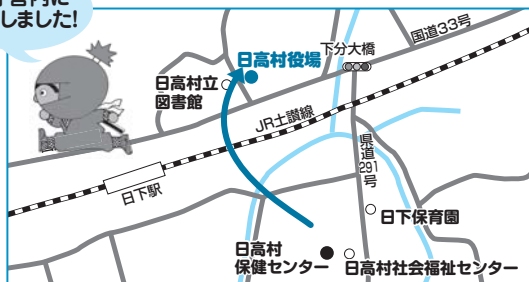 しました!
国道33号
下分大橋
日高村役場
日高村立
図書館
JR土讃線
県道291号
日下駅
日下保育園
日高村
保健センター
日高村社会福祉センター